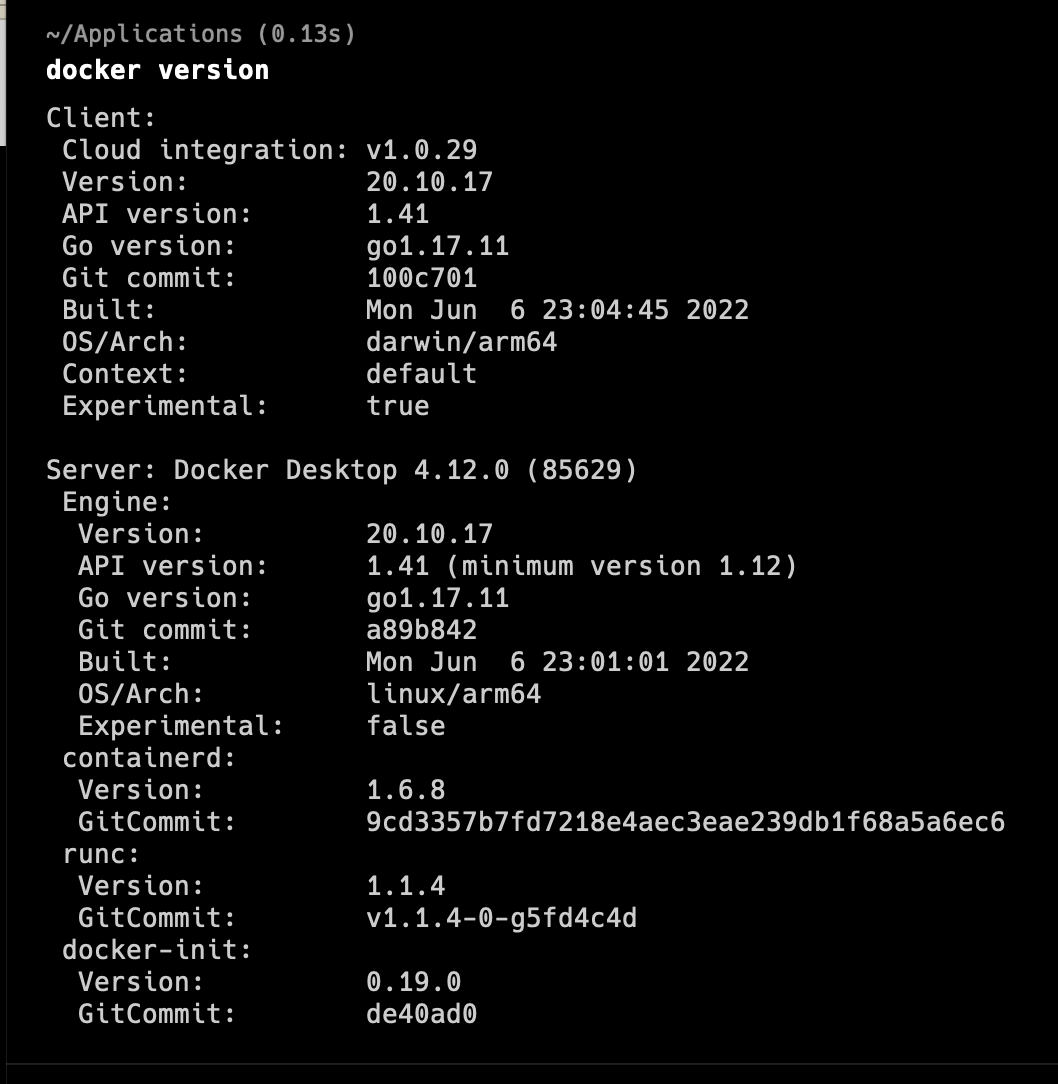 ~/Applications (0.13s)
docker version
Client:
 Cloud integration: v1.0.29
 Version:           20.10.17
 API version:       1.41
 Go version:        go1.17.11
 Git commit:        100c701
 Built:             Mon Jun  6 23:04:45 2022
 OS/Arch:           darwin/arm64
 Context:           default
 Experimental:      true

Server: Docker Desktop 4.12.0 (85629)
 Engine:
  Version:          20.10.17
  API version:      1.41 (minimum version 1.12)
  Go version:       go1.17.11
  Git commit:       a89b842
  Built:            Mon Jun  6 23:01:01 2022
  OS/Arch:          linux/arm64
  Experimental:     false
 containerd:
  Version:          1.6.8
  GitCommit:        9cd3357b7fd7218e4aec3eae239db1f68a5a6ec6
 runc:
  Version:          1.1.4
  GitCommit:        v1.1.4-0-g5fd4c4d
 docker-init:
  Version:          0.19.0
  GitCommit:        de40ad0